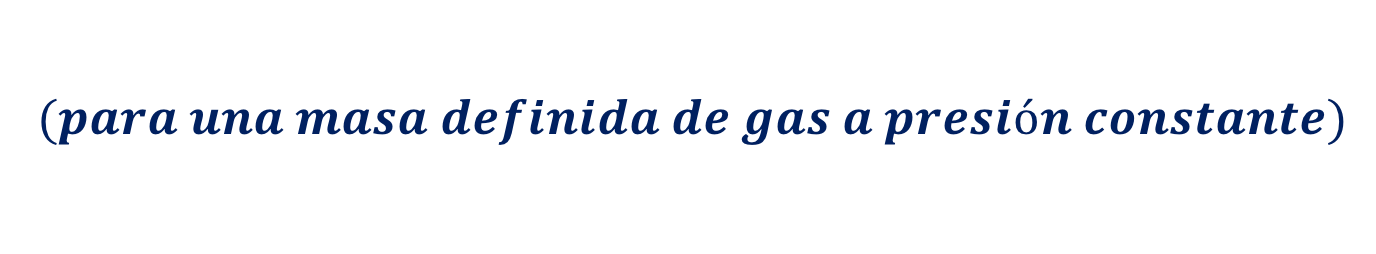 (para una masa definida de gas a presión constante)